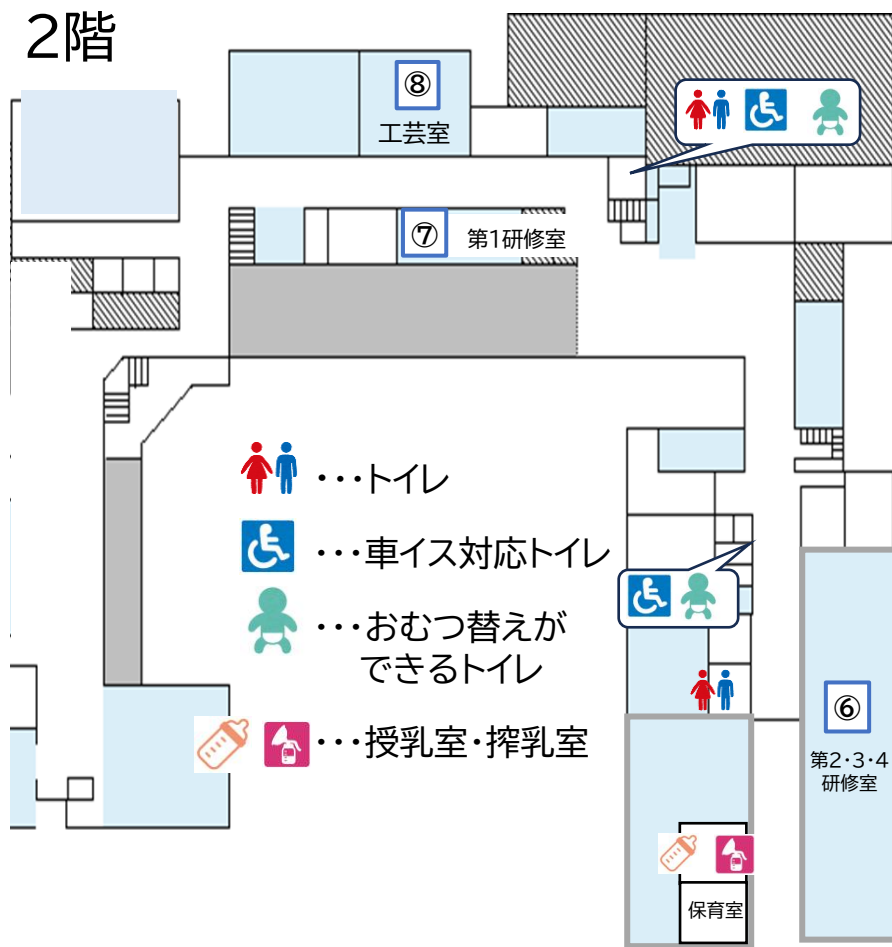 2階
⑧
工芸室
⑦ 第1研修室
・・・トイレ
・・・車イス対応トイレ
・・・おむつ替えが
できるトイレ
・・・授乳室・搾乳室
⑥
第2・3・4
研修室
保育室